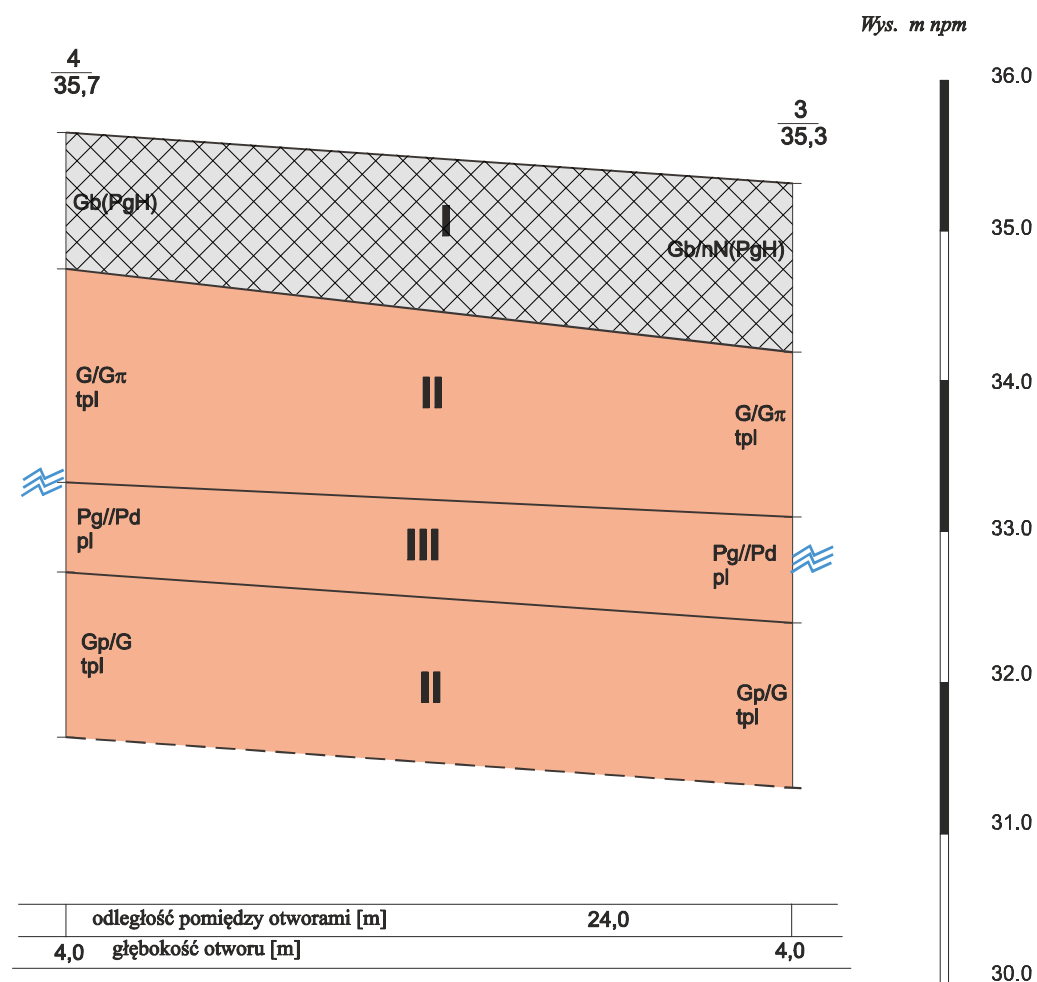 Wys. m npm
4
35,7
36.0
3
35,3
Gb(PgH)
I
35.0
Gb/nN(PgH)
G/Gπ
tpl
II
34.0
G/Gπ
tpl
Pg//Pd
pl
III
33.0
Pg//Pd
pl
Gp/G
tpl
II
32.0
Gp/G
tpl
31.0
odległość pomiędzy otworami [m] 24,0
4,0 głębokość otworu [m] 4,0
30.0